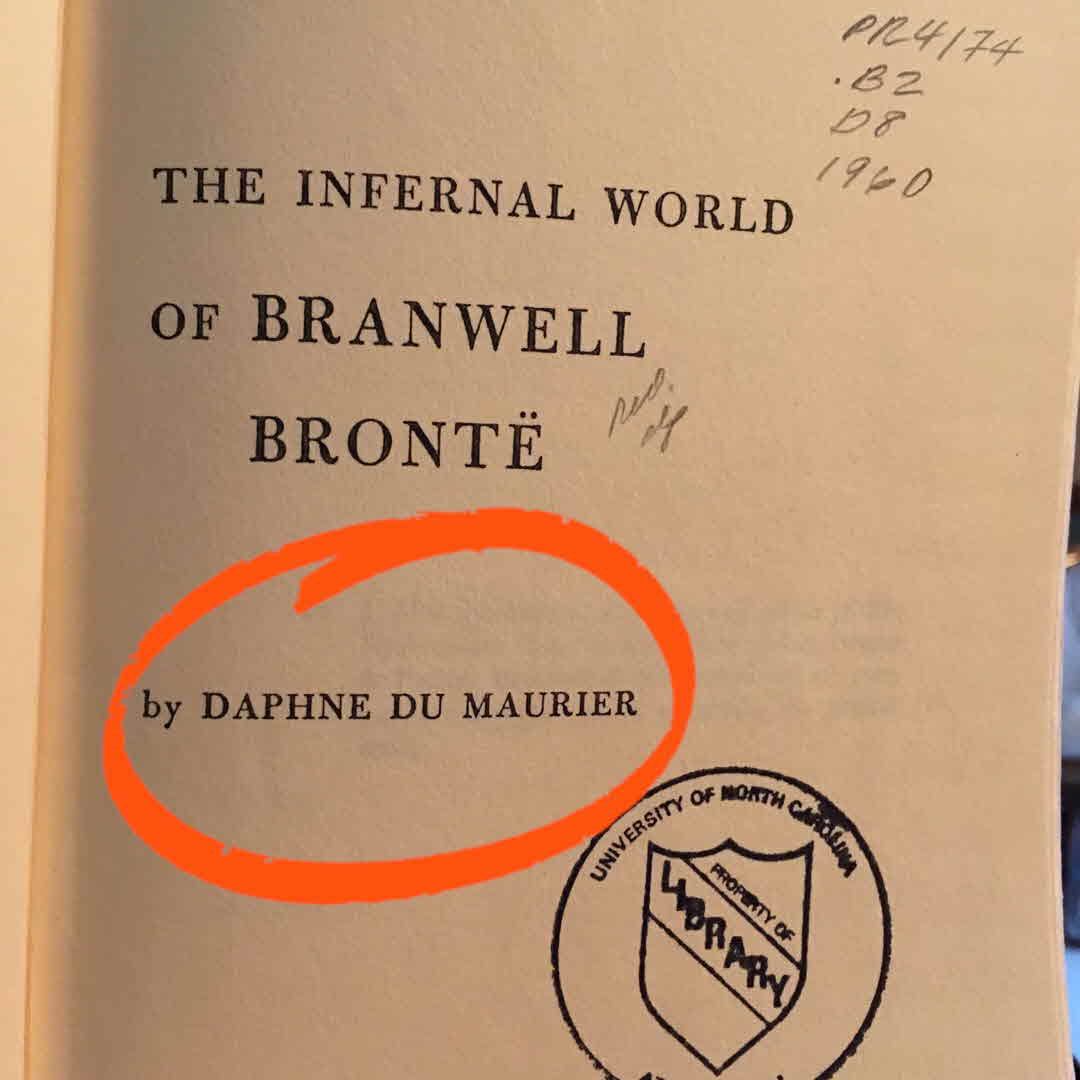 PR4174
.B2
D8
1960
THE INFERNAL WORLD
OF BRANWELL
BRONTË
by DAPHNE DU MAURIER
UNIVERSITY OF NORTH CAROLINA
PROPERTY OF
LIBRARY